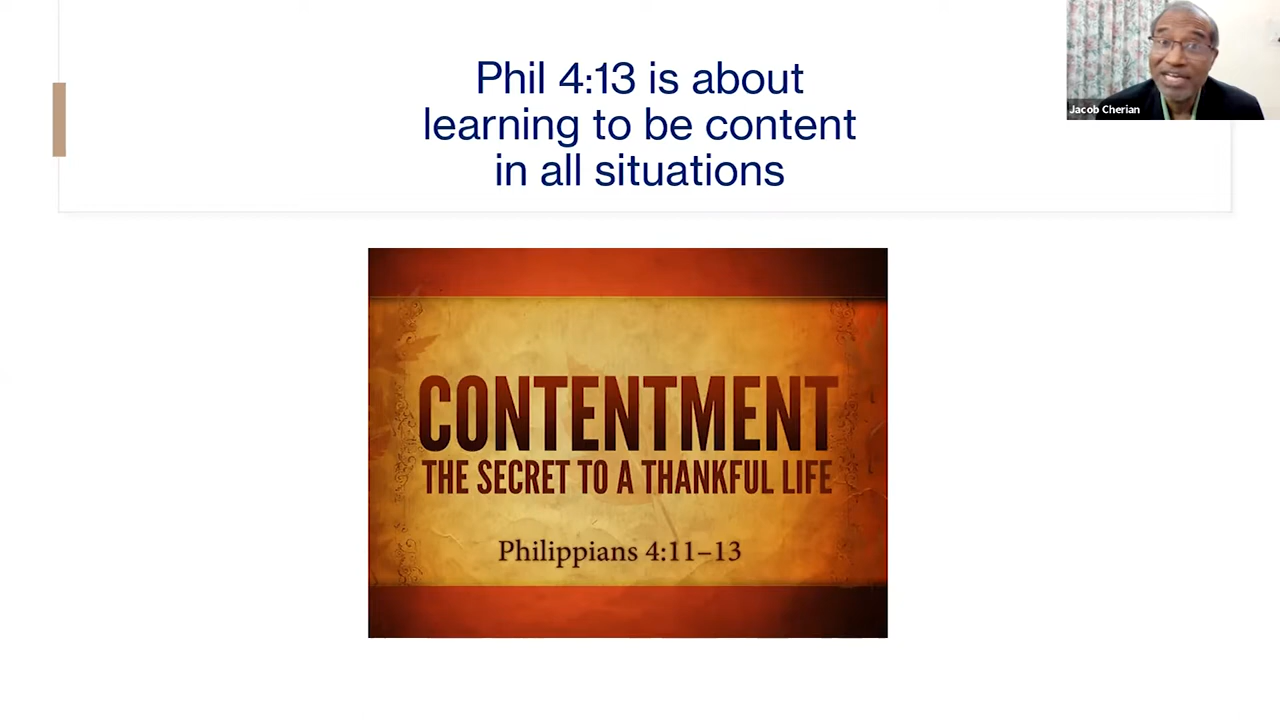 Phil 4:13 is about
learning to be content
in all situations
Jacob Cherian
CONTENTMENT
THE SECRET TO A THANKFUL LIFE
Philippians 4:11–13